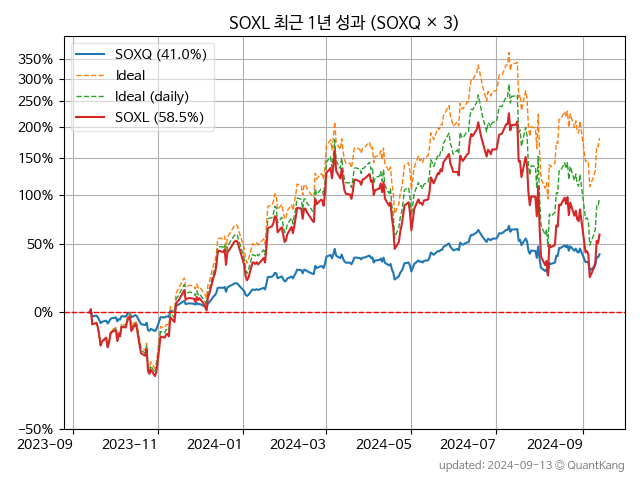 SOXL 최근 1년 성과 (SOXQ × 3)
SOXQ (41.0%)
Ideal
Ideal (daily)
SOXL (58.5%)
350%
300%
250%
200%
150%
100%
50%
0%
−50%
2023-09 2023-11 2024-01 2024-03 2024-05 2024-07 2024-09
updated: 2024-09-13 © QuantKang